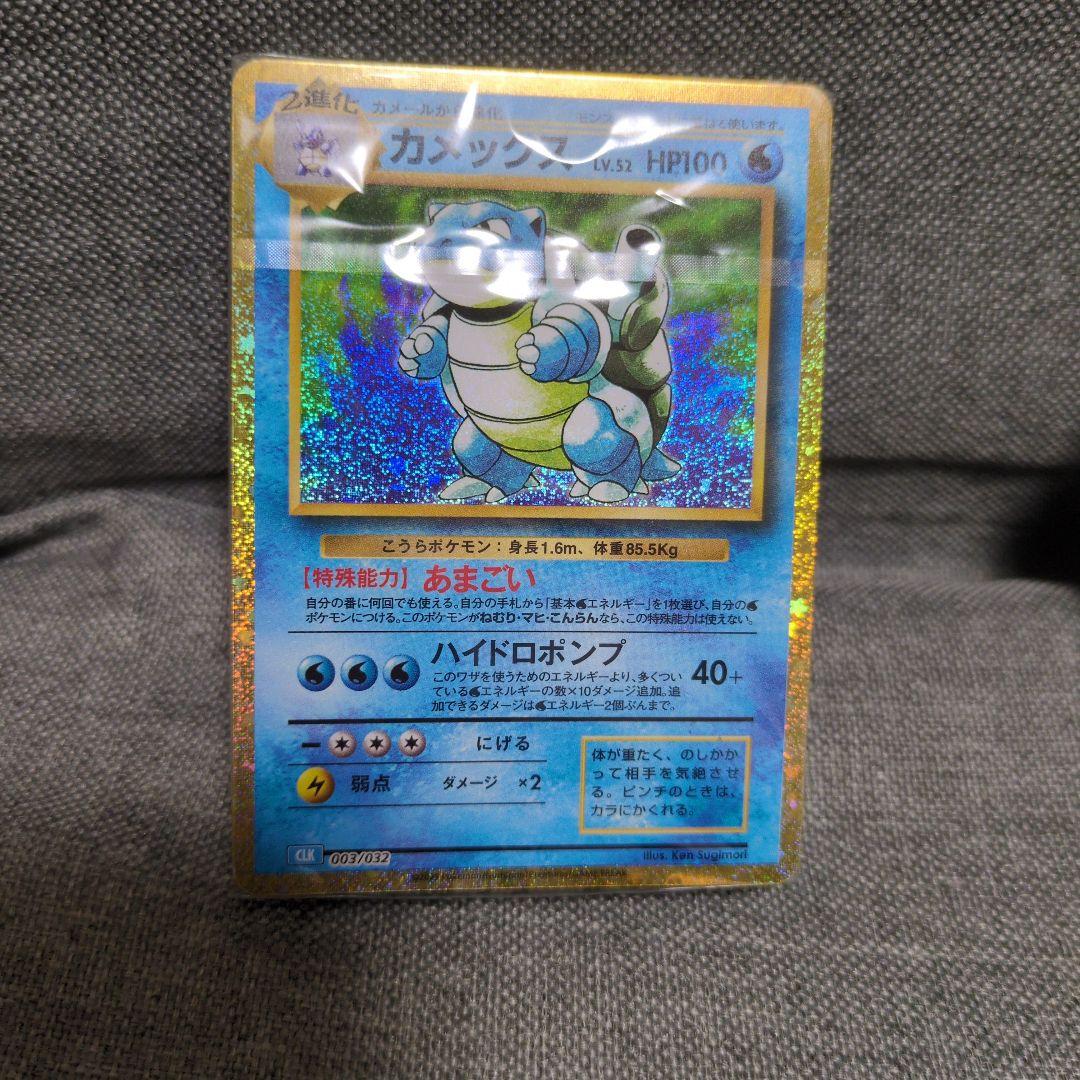 2進化
カメールから進化
使います。
カメックス LV.52 HP100
こうらポケモン：身長1.6m、体重85.5Kg
【特殊能力】あまごい
自分の番に何回でも使える。自分の手札から「基本エネルギー」を1枚選び、自分の
ポケモンにつける。このポケモンがねむり・マヒ・こんらんなら、この特殊能力は使えない。
ハイドロポンプ 40+
このワザを使うためのエネルギーより、多くつい
ているエネルギーの数×10ダメージ追加。追
加できるダメージはエネルギー2個ぶんまで。
にげる
弱点 ダメージ ×2
体が重たく、のしかか
って相手を気絶させ
る。ピンチのときは、
カラにかくれる。
CLK 003/032
illus. Ken Sugimori